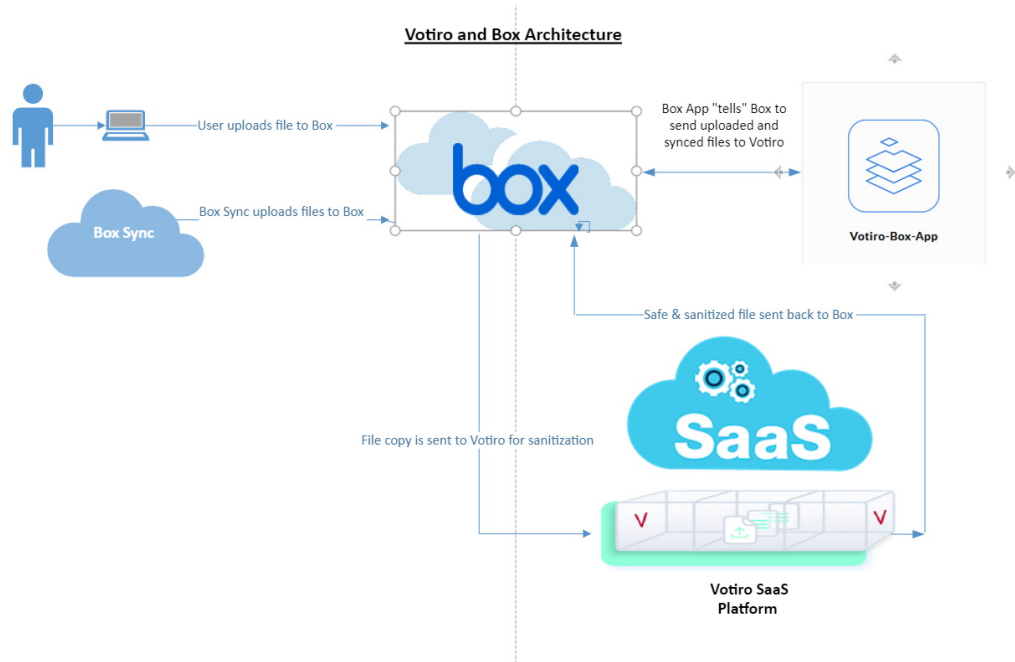 Votiro and Box Architecture
User uploads file to Box
Box Sync uploads files to Box
Box Sync
box
Box App "tells" Box to
send uploaded and
synced files to Votiro
Votiro-Box-App
Safe & sanitized file sent back to Box
File copy is sent to Votiro for sanitization
SaaS
V
V
Votiro SaaS
Platform